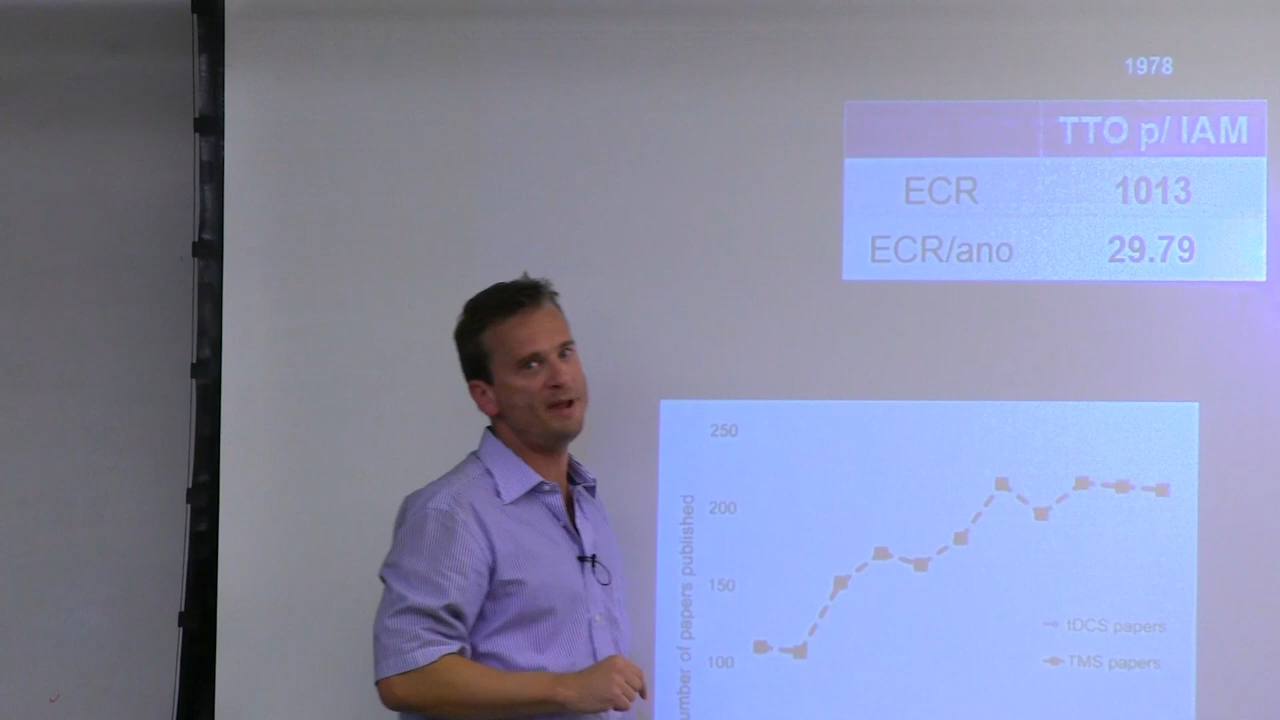 1978
TTO p/ IAM
ECR 1013
ECR/ano 29.79
250
200
150
100
umber of papers published
tDCS papers
TMS papers